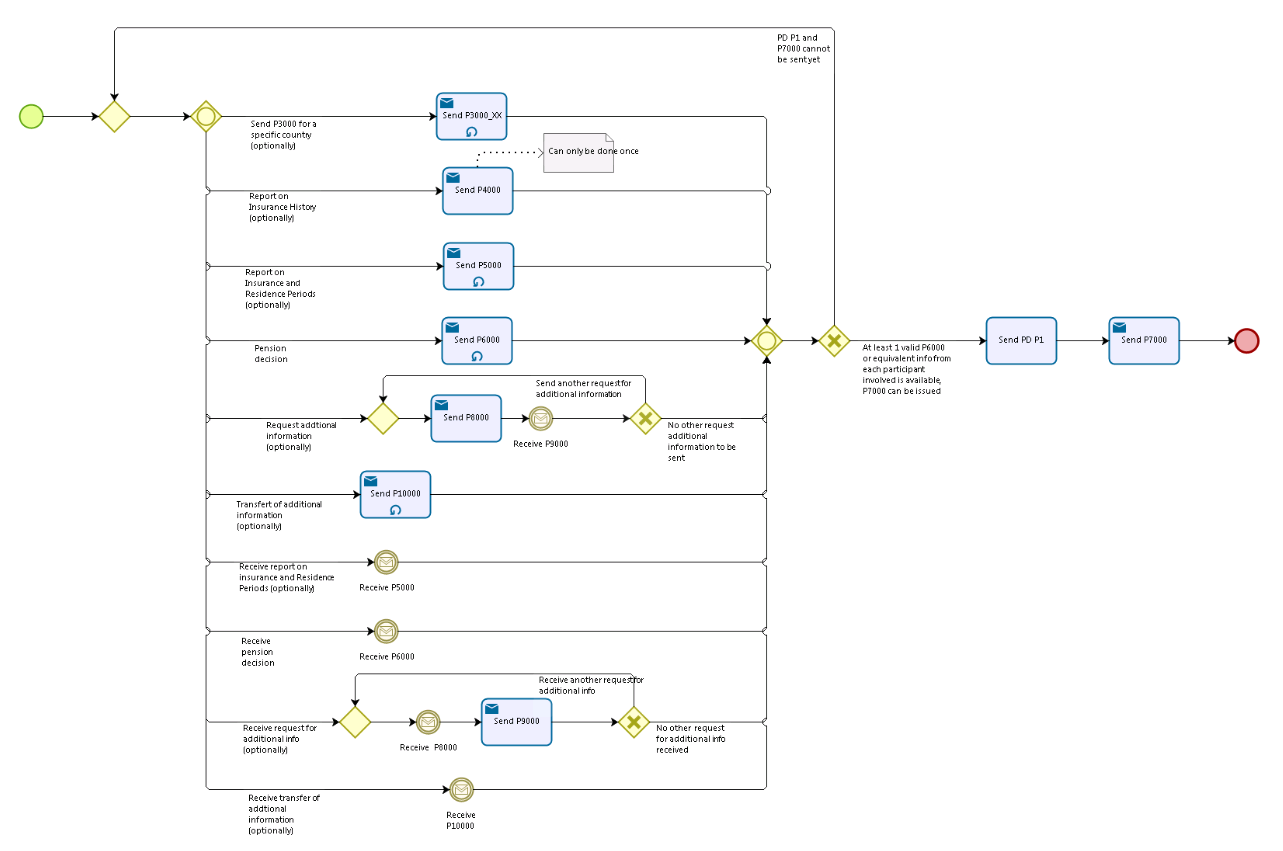 PD P1 and
P7000 cannot
be sent yet
Send P3000_XX
Send P3000 for a
specific country
(optionally)
Can only be done once
Send P4000
Report on
Insurance History
(optionally)
Send P5000
Report on
Insurance and
Residence Periods
(optionally)
Send P6000
Pension
decision
At least 1 valid P6000
or equivalent info from
each participant
involved is available,
P7000 can be issued
Send PD P1
Send P7000
Send another request for
additional information
Send P8000
Request addtional
information
(optionally)
Receive P9000
No other request
additional
information to be
sent
Send P10000
Transfert of additional
information
(optionally)
Receive report on
insurance and Residence
Periods (optionally)
Receive P5000
Receive
pension
decision
Receive P6000
Receive another request for
additional info
Send P9000
Receive request for
additional info
(optionally)
Receive P8000
No other request
for additional info
received
Receive transfer of
addtional
information
(optionally)
Receive
P10000